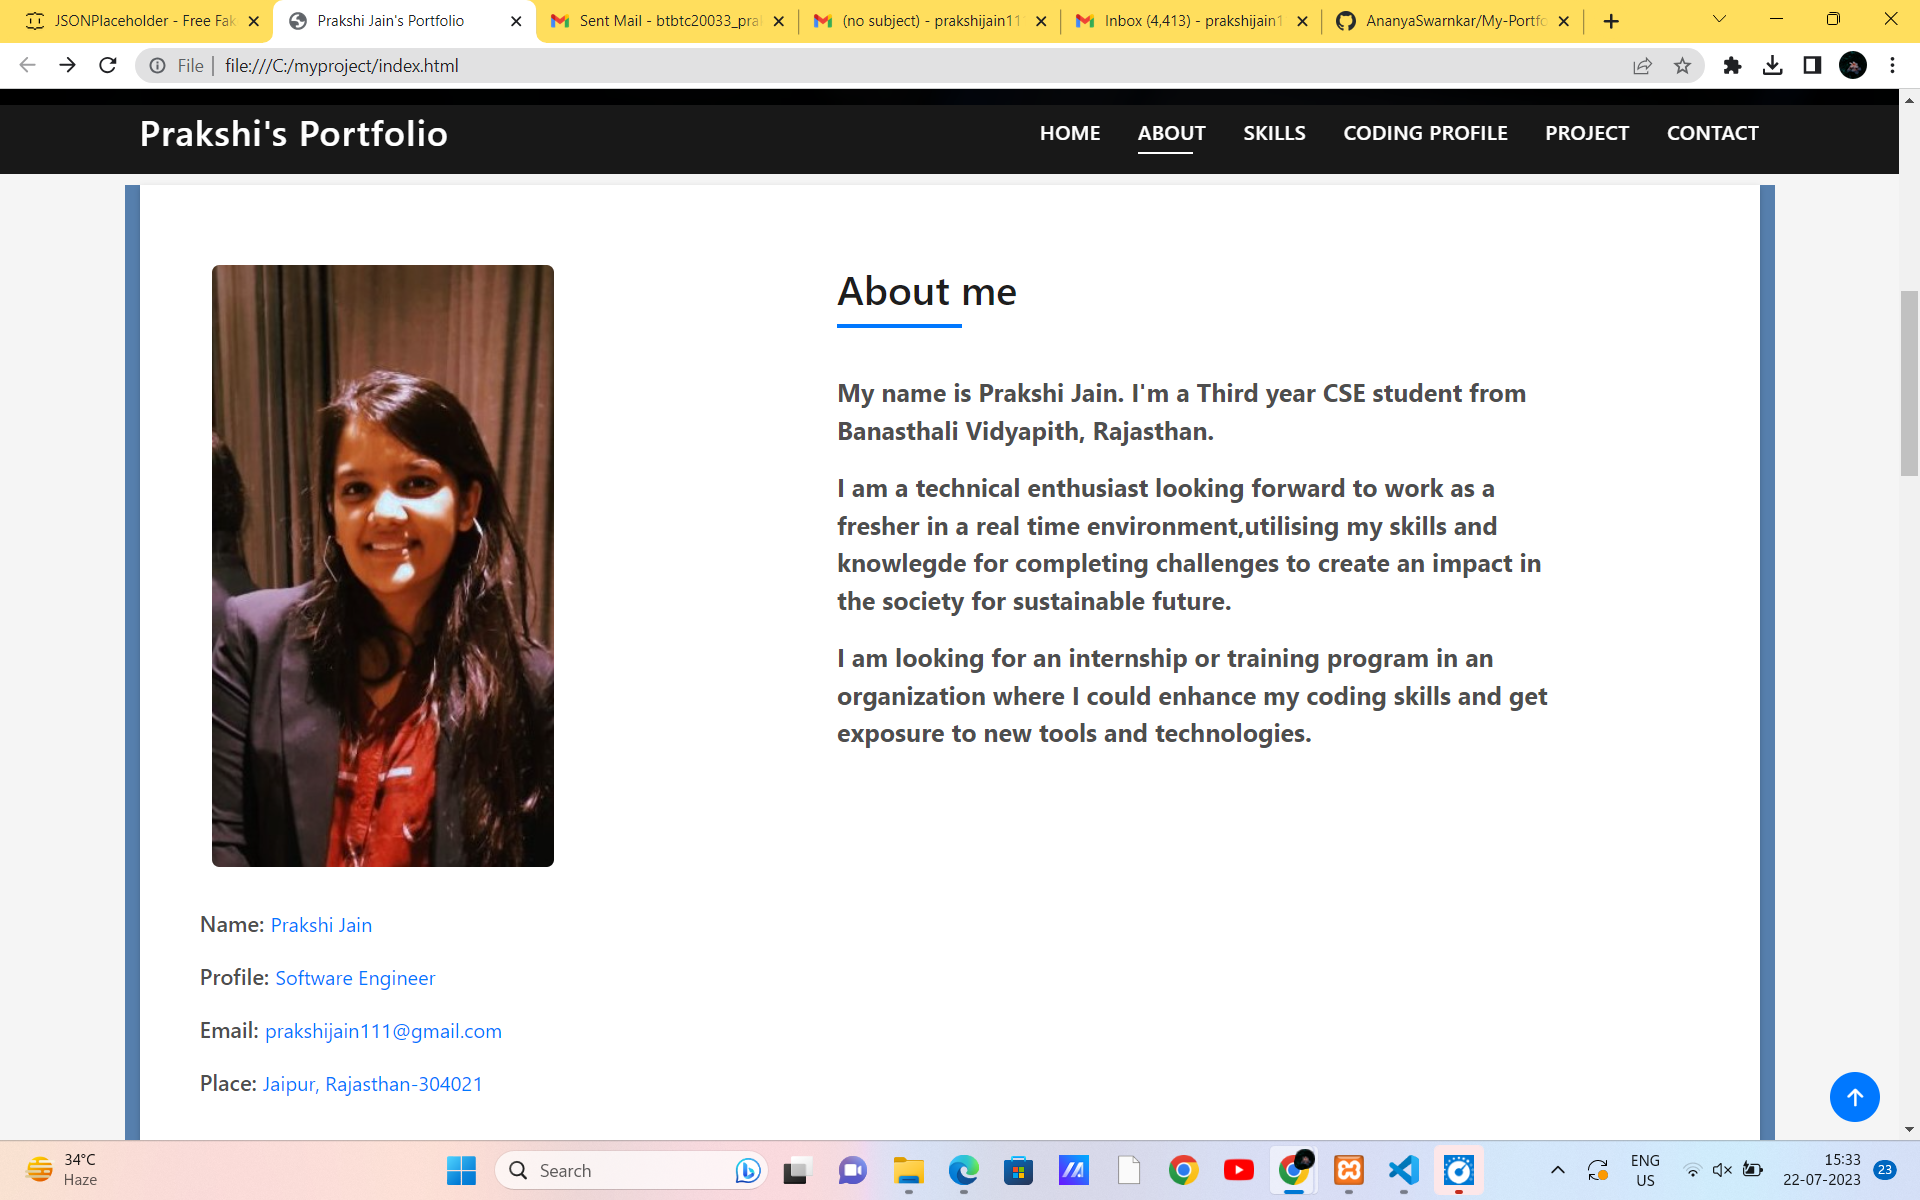 JSONPlaceholder - Free Fak
Prakshi Jain's Portfolio
Sent Mail - btbtc20033_pral
(no subject) - prakshijain11
Inbox (4,413) - prakshijain1
AnanyaSwarnkar/My-Portfo
File
file:///C:/myproject/index.html
Prakshi's Portfolio
HOME
ABOUT
SKILLS
CODING PROFILE
PROJECT
CONTACT
About me
My name is Prakshi Jain. I'm a Third year CSE student from
Banasthali Vidyapith, Rajasthan.
I am a technical enthusiast looking forward to work as a
fresher in a real time environment,utilising my skills and
knowlegde for completing challenges to create an impact in
the society for sustainable future.
I am looking for an internship or training program in an
organization where I could enhance my coding skills and get
exposure to new tools and technologies.
Name: Prakshi Jain
Profile: Software Engineer
Email: prakshijain111@gmail.com
Place: Jaipur, Rajasthan-304021
34°C
Haze
Search
ENG
US
15:33
22-07-2023
23